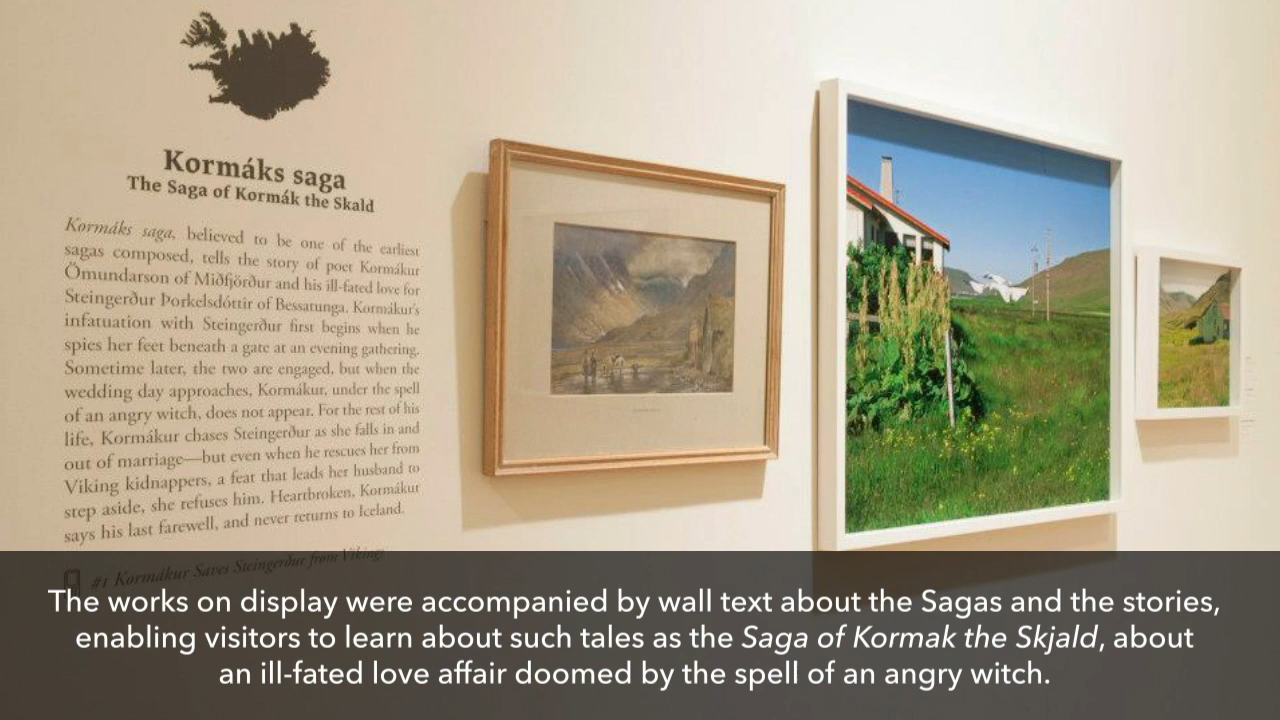 Kormáks saga
The Saga of Kormák the Skald
Kormáks saga, believed to be one of the earliest
sagas composed, tells the story of poet Kormákur
Ömundarson of Miðfjörður and his ill-fated love for
Steingerður Þorkelsdóttir of Bessatunga. Kormákur's
infatuation with Steingerður first begins when he
spies her feet beneath a gate at an evening gathering.
Sometime later, the two are engaged, but when the
wedding day approaches, Kormákur, under the spell
of an angry witch, does not appear. For the rest of his
life, Kormákur chases Steingerður as she falls in and
out of marriage—but even when he rescues her from
Viking kidnappers, a feat that leads her husband to
step aside, she refuses him. Heartbroken, Kormákur
says his last farewell, and never returns to Iceland.
#1 Kormákur Saves Steingerður from Vikings
The works on display were accompanied by wall text about the Sagas and the stories,
enabling visitors to learn about such tales as the Saga of Kormak the Skjald, about
an ill-fated love affair doomed by the spell of an angry witch.